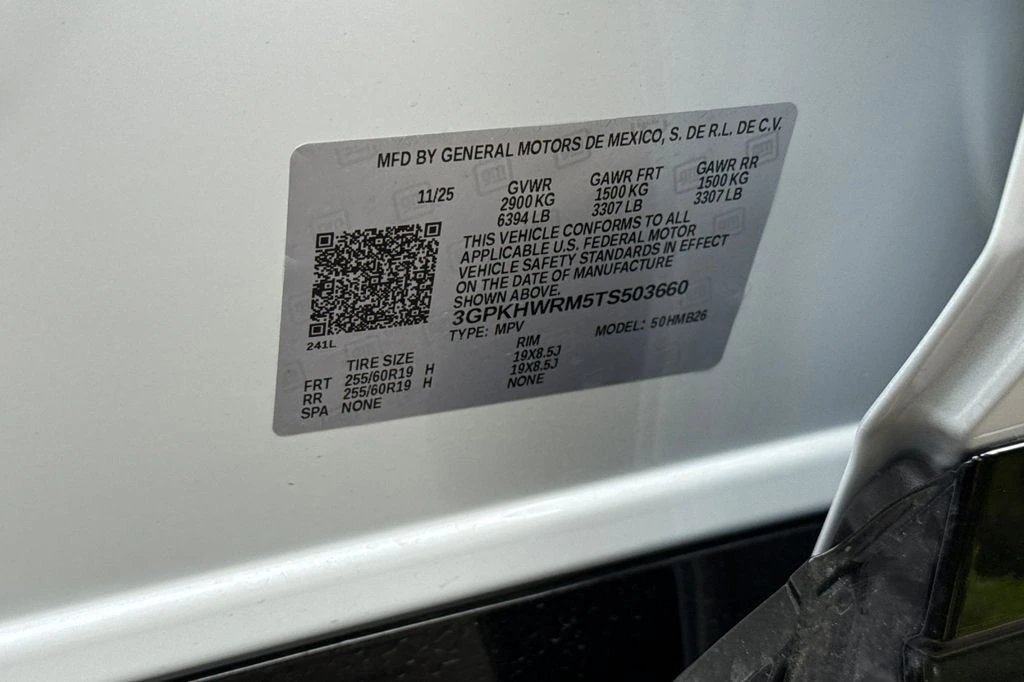 MFD BY GENERAL MOTORS DE MEXICO, S. DE R.L. DE C.V.
11/25 GVWR GAWR FRT GAWR RR
2900 KG 1500 KG 1500 KG
6394 LB 3307 LB 3307 LB
THIS VEHICLE CONFORMS TO ALL
APPLICABLE U.S. FEDERAL MOTOR
VEHICLE SAFETY STANDARDS IN EFFECT
ON THE DATE OF MANUFACTURE
SHOWN ABOVE.
3GPKHWRM5TS503660
TYPE: MPV MODEL: 50HMB26
241L
TIRE SIZE RIM
FRT 255/60R19 H 19X8.5J
RR 255/60R19 H 19X8.5J
SPA NONE NONE